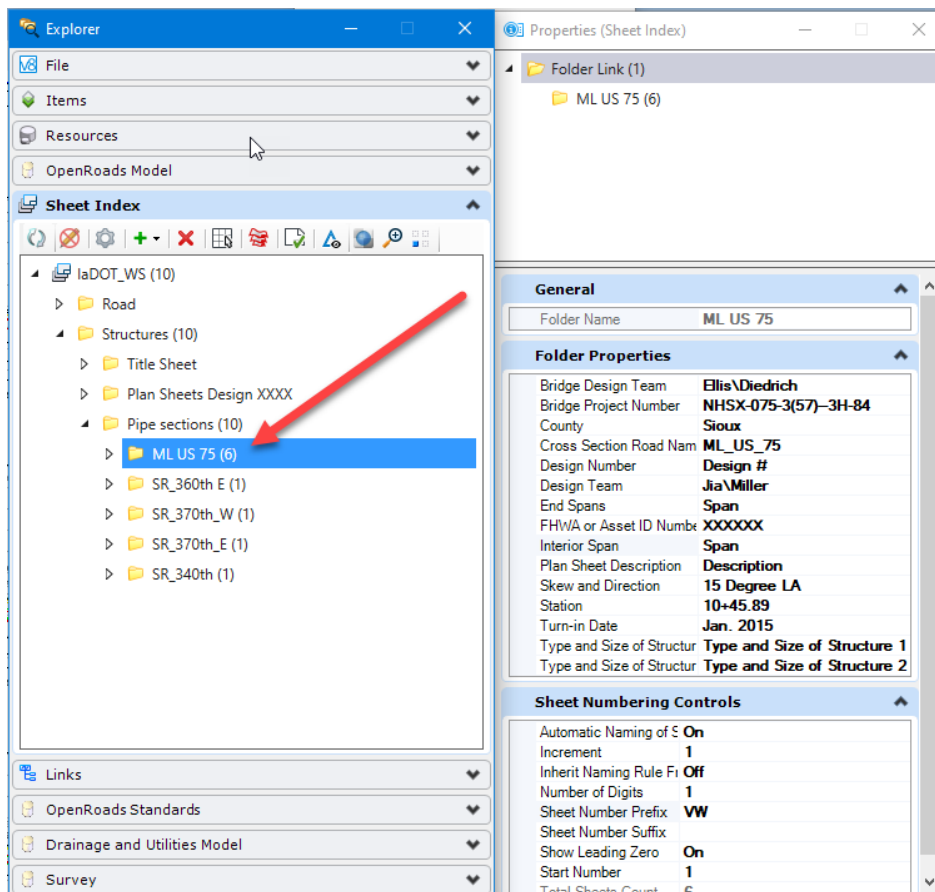 Explorer
File
Items
Resources
OpenRoads Model
Sheet Index
IaDOT_WS (10)
Road
Structures (10)
Title Sheet
Plan Sheets Design XXXX
Pipe sections (10)
ML US 75 (6)
SR_360th E (1)
SR_370th_W (1)
SR_370th_E (1)
SR_340th (1)
Links
OpenRoads Standards
Drainage and Utilities Model
Survey
Properties (Sheet Index)
Folder Link (1)
ML US 75 (6)
General
Folder Name ML US 75
Folder Properties
Bridge Design Team Ellis\Diedrich
Bridge Project Number NHSX-075-3(57)--3H-84
County Sioux
Cross Section Road Nam ML_US_75
Design Number Design #
Design Team Jia\Miller
End Spans Span
FHWA or Asset ID Numbe XXXXXX
Interior Span Span
Plan Sheet Description Description
Skew and Direction 15 Degree LA
Station 10+45.89
Turn-in Date Jan. 2015
Type and Size of Structur Type and Size of Structure 1
Type and Size of Structur Type and Size of Structure 2
Sheet Numbering Controls
Automatic Naming of S On
Increment 1
Inherit Naming Rule Fr Off
Number of Digits 1
Sheet Number Prefix VW
Sheet Number Suffix
Show Leading Zero On
Start Number 1
Total Sheets Count 6